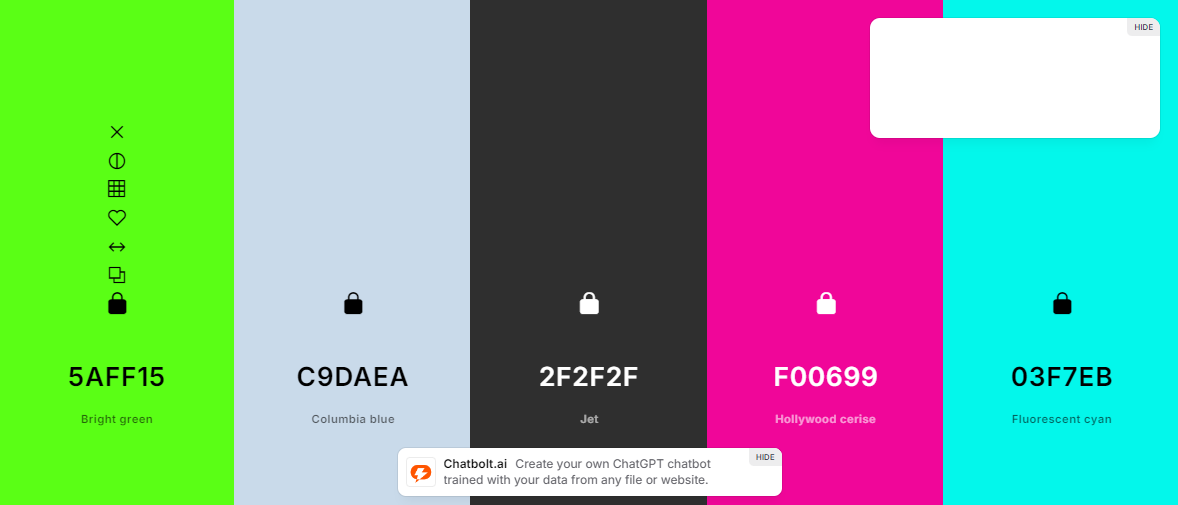 HIDE
5AFF15
C9DAEA
2F2F2F
F00699
03F7EB
Bright green
Columbia blue
Jet
Hollywood cerise
Fluorescent cyan
HIDE
Chatbolt.ai Create your own ChatGPT chatbot
trained with your data from any file or website.